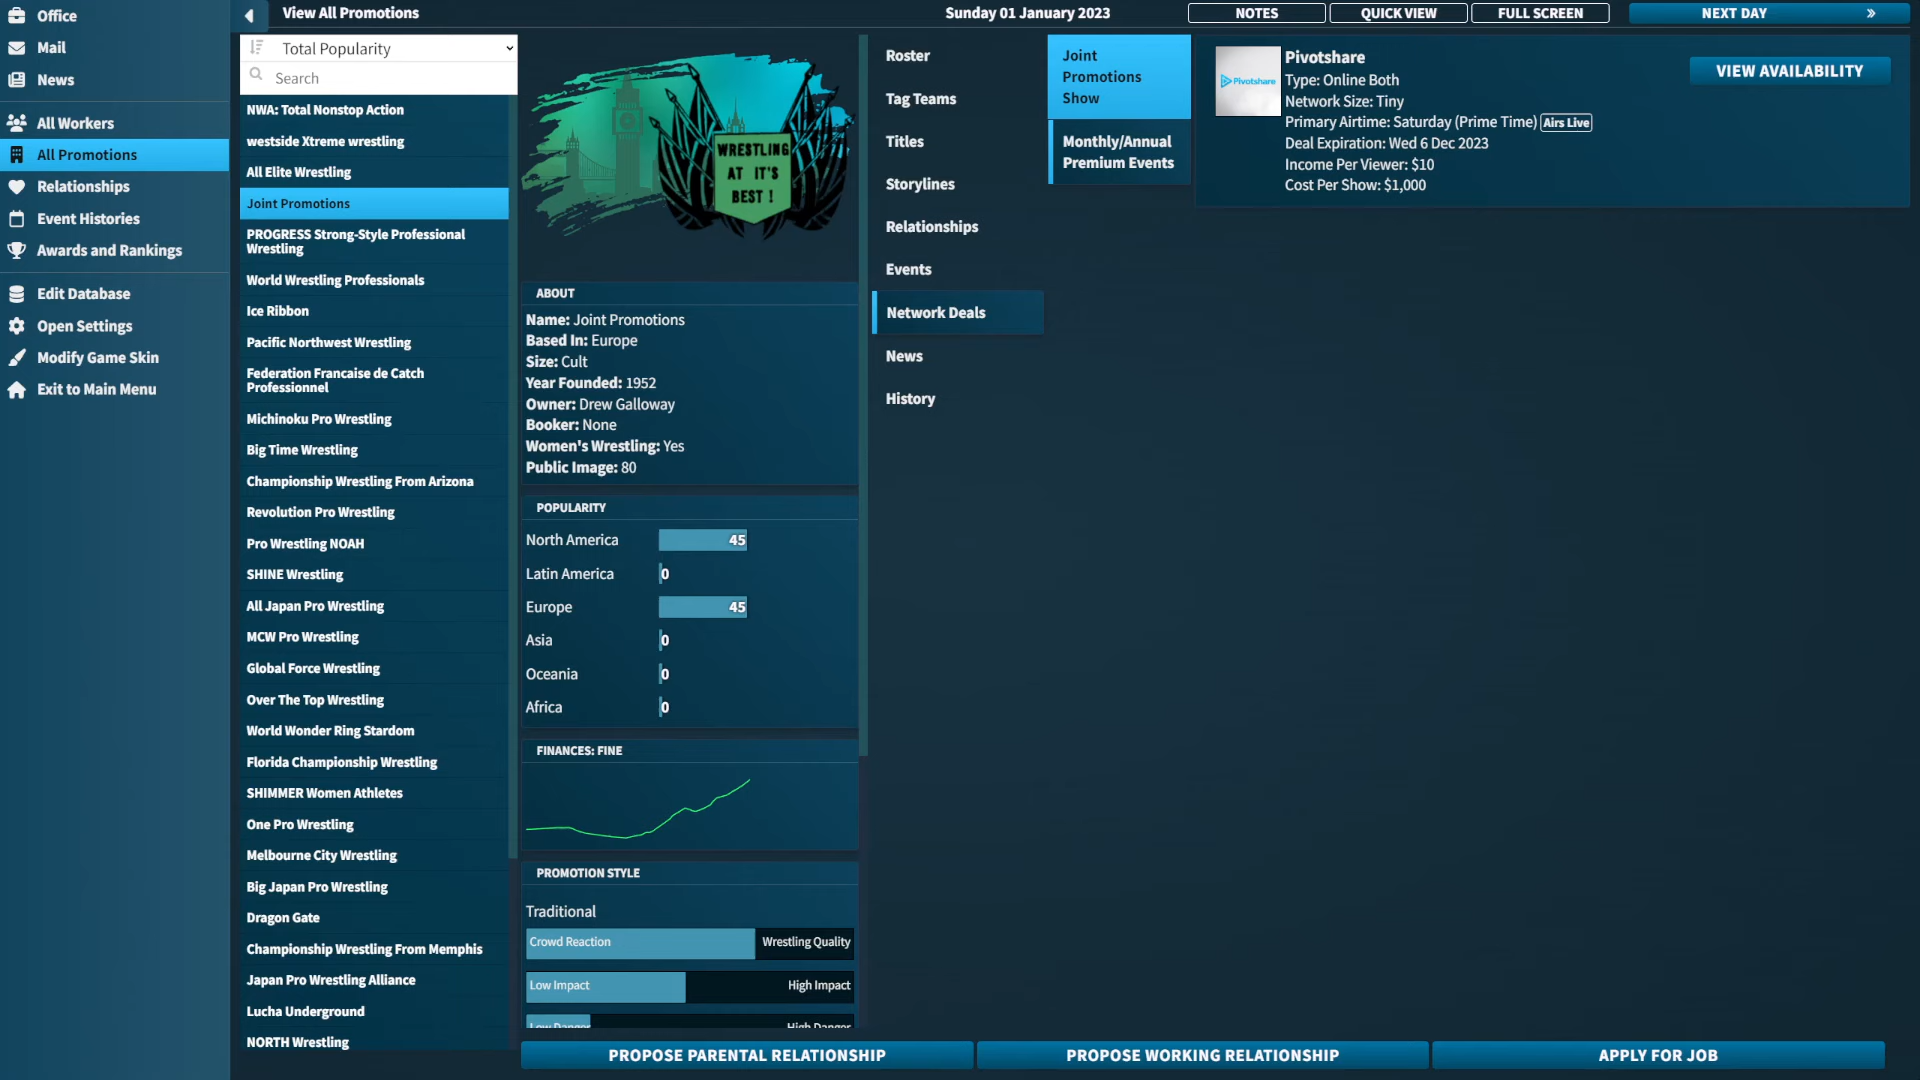 Office
Mail
News
All Workers
All Promotions
Relationships
Event Histories
Awards and Rankings
Edit Database
Open Settings
Modify Game Skin
Exit to Main Menu
View All Promotions
Sunday 01 January 2023
NOTES
QUICK VIEW
FULL SCREEN
NEXT DAY
Total Popularity
Search
NWA: Total Nonstop Action
westside Xtreme wrestling
All Elite Wrestling
Joint Promotions
PROGRESS Strong-Style Professional
Wrestling
World Wrestling Professionals
Ice Ribbon
Pacific Northwest Wrestling
Federation Francaise de Catch
Professionnel
Michinoku Pro Wrestling
Big Time Wrestling
Championship Wrestling From Arizona
Revolution Pro Wrestling
Pro Wrestling NOAH
SHINE Wrestling
All Japan Pro Wrestling
MCW Pro Wrestling
Global Force Wrestling
Over The Top Wrestling
World Wonder Ring Stardom
Florida Championship Wrestling
SHIMMER Women Athletes
One Pro Wrestling
Melbourne City Wrestling
Big Japan Pro Wrestling
Dragon Gate
Championship Wrestling From Memphis
Japan Pro Wrestling Alliance
Lucha Underground
NORTH Wrestling
WRESTLING
AT IT'S
BEST !
ABOUT
Name: Joint Promotions
Based In: Europe
Size: Cult
Year Founded: 1952
Owner: Drew Galloway
Booker: None
Women's Wrestling: Yes
Public Image: 80
POPULARITY
North America 45
Latin America 0
Europe 45
Asia 0
Oceania 0
Africa 0
FINANCES: FINE
PROMOTION STYLE
Traditional
Crowd Reaction Wrestling Quality
Low Impact High Impact
Low Danger High Danger
Roster
Tag Teams
Titles
Storylines
Relationships
Events
Network Deals
News
History
Joint
Promotions
Show
Monthly/Annual
Premium Events
Pivotshare
Pivotshare
Type: Online Both
Network Size: Tiny
Primary Airtime: Saturday (Prime Time) Airs Live
Deal Expiration: Wed 6 Dec 2023
Income Per Viewer: $10
Cost Per Show: $1,000
VIEW AVAILABILITY
PROPOSE PARENTAL RELATIONSHIP
PROPOSE WORKING RELATIONSHIP
APPLY FOR JOB